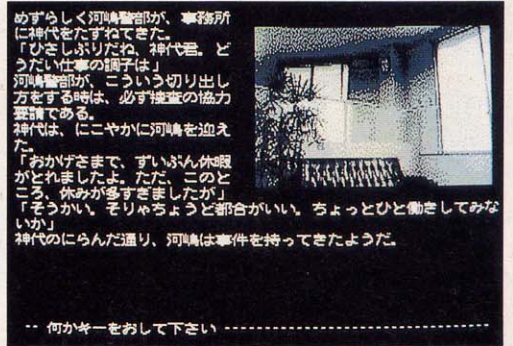 めずらしく河嶋警部が、事務所
に神代をたずねてきた。
「ひさしぶりだね、神代君。ど
うだい仕事の調子は」
河嶋警部が、こういう切り出し
方をする時は、必ず捜査の協力
要請である。
神代は、にこやかに河嶋を迎え
た。
「おかげさまで、ずいぶん休暇
がとれましたよ。ただ、このと
ころ、休みが多すぎましたが」
「そうかい。そりゃちょうど都合がいい。ちょっとひと働きしてみな
いか」
神代のにらんだ通り、河嶋は事件を持ってきたようだ。
-- 何かキーをおして下さい --------------------------------